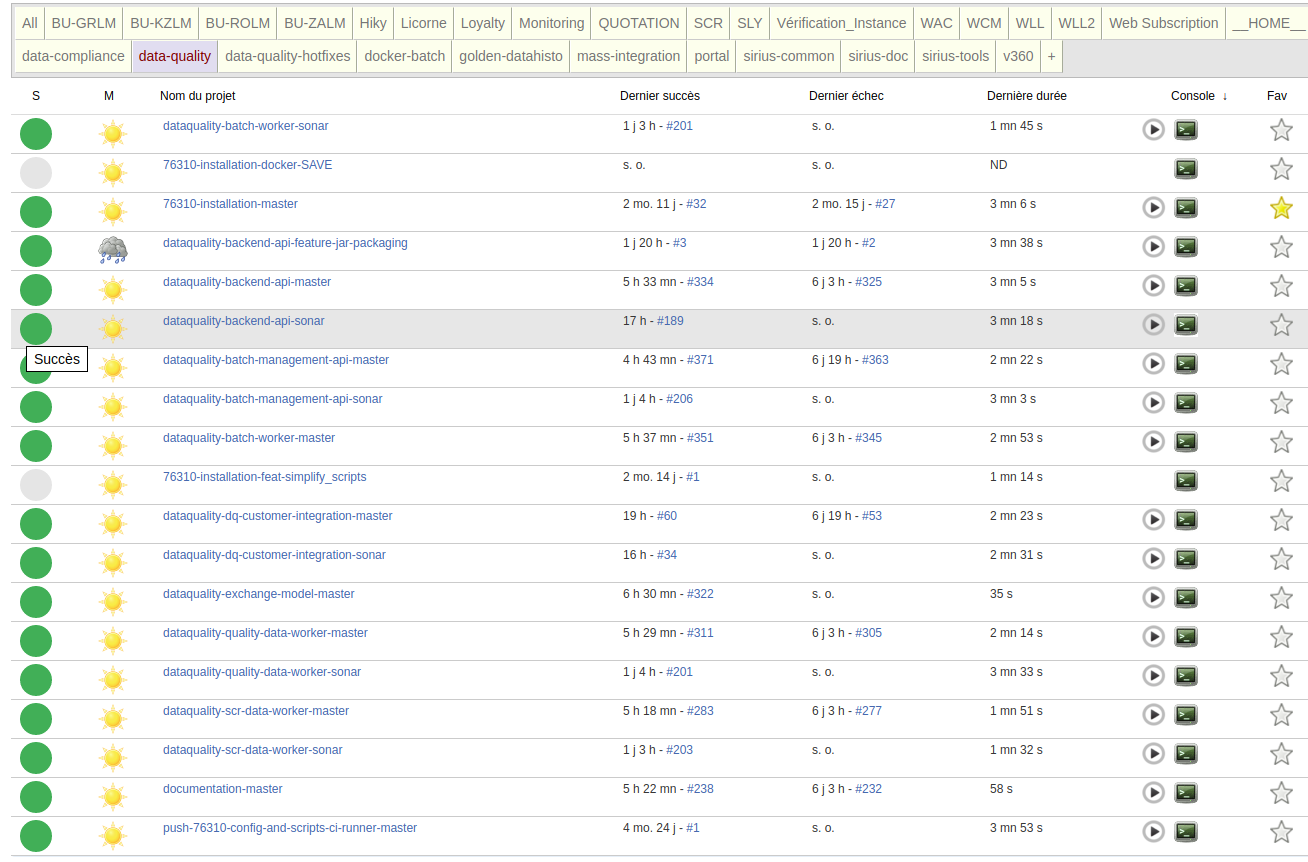 All BU-GRLM BU-KZLM BU-ROLM BU-ZALM Hiky Licorne Loyalty Monitoring QUOTATION SCR SLY Vérification_Instance WAC WCM WLL WLL2 Web Subscription __HOME__
data-compliance data-quality data-quality-hotfixes docker-batch golden-datahisto mass-integration portal sirius-common sirius-doc sirius-tools v360 +
S M Nom du projet Dernier succès Dernier échec Dernière durée Console ↓ Fav
dataquality-batch-worker-sonar 1 j 3 h - #201 s. o. 1 mn 45 s
76310-installation-docker-SAVE s. o. s. o. ND
76310-installation-master 2 mo. 11 j - #32 2 mo. 15 j - #27 3 mn 6 s
dataquality-backend-api-feature-jar-packaging 1 j 20 h - #3 1 j 20 h - #2 3 mn 38 s
dataquality-backend-api-master 5 h 33 mn - #334 6 j 3 h - #325 3 mn 5 s
dataquality-backend-api-sonar 17 h - #189 s. o. 3 mn 18 s
Succès
dataquality-batch-management-api-master 4 h 43 mn - #371 6 j 19 h - #363 2 mn 22 s
dataquality-batch-management-api-sonar 1 j 4 h - #206 s. o. 3 mn 3 s
dataquality-batch-worker-master 5 h 37 mn - #351 6 j 3 h - #345 2 mn 53 s
76310-installation-feat-simplify_scripts 2 mo. 14 j - #1 s. o. 1 mn 14 s
dataquality-dq-customer-integration-master 19 h - #60 6 j 19 h - #53 2 mn 23 s
dataquality-dq-customer-integration-sonar 16 h - #34 s. o. 2 mn 31 s
dataquality-exchange-model-master 6 h 30 mn - #322 s. o. 35 s
dataquality-quality-data-worker-master 5 h 29 mn - #311 6 j 3 h - #305 2 mn 14 s
dataquality-quality-data-worker-sonar 1 j 4 h - #201 s. o. 3 mn 33 s
dataquality-scr-data-worker-master 5 h 18 mn - #283 6 j 3 h - #277 1 mn 51 s
dataquality-scr-data-worker-sonar 1 j 3 h - #203 s. o. 1 mn 32 s
documentation-master 5 h 22 mn - #238 6 j 3 h - #232 58 s
push-76310-config-and-scripts-ci-runner-master 4 mo. 24 j - #1 s. o. 3 mn 53 s